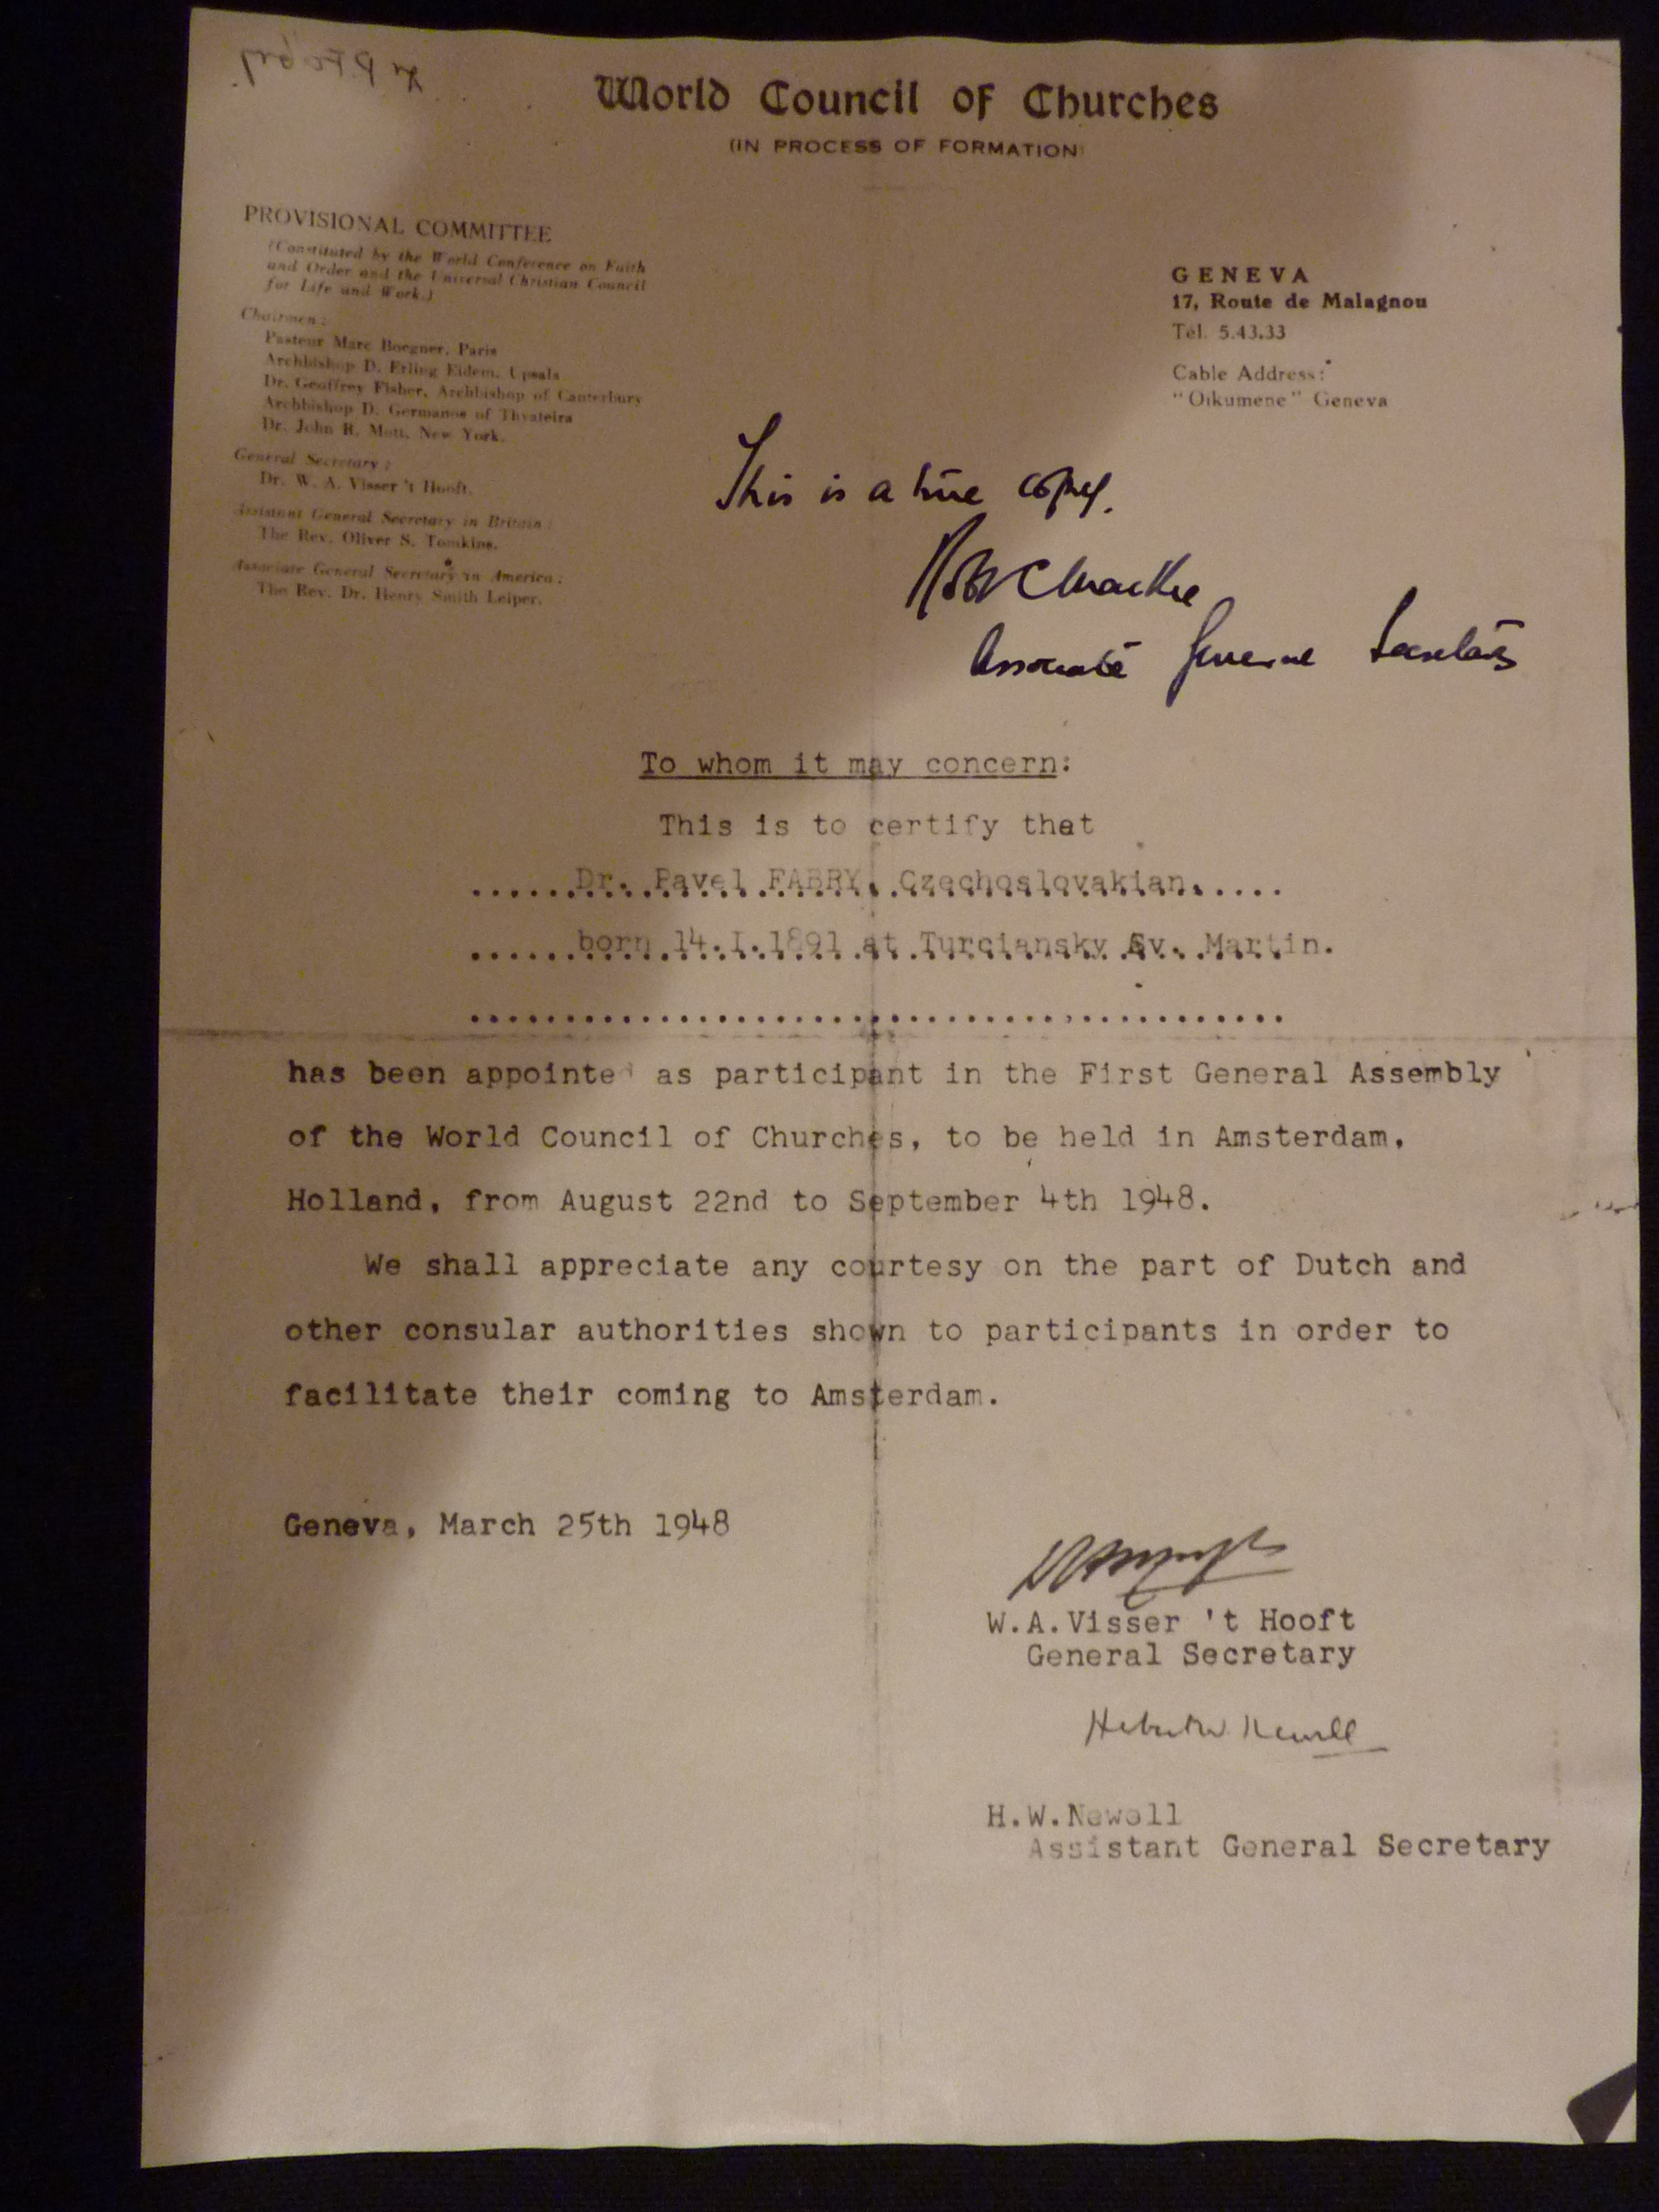 World Council of Churches
(IN PROCESS OF FORMATION)
PROVISIONAL COMMITTEE
(Constituted by the World Conference on Faith
and Order and the Universal Christian Council
for Life and Work.)
Chairmen:
Pasteur Marc Boegner, Paris
Archbishop D. Erling Eidem, Upsala
Dr. Geoffrey Fisher, Archbishop of Canterbury
Archbishop D. Germanos of Thyateira
Dr. John R. Mott, New York.
General Secretary:
Dr. W. A. Visser 't Hooft.
Assistant General Secretary in Britain:
The Rev. Oliver S. Tomkins.
Associate General Secretary in America:
The Rev. Dr. Henry Smith Leiper.
GENEVA
17, Route de Malagnou
Tél. 5.43.33
Cable Address:
"Oikumene" Geneva
This is a true copy.
Robt C Mackie
Associate General Secretary
To whom it may concern:
This is to certify that
Dr. Pavel FABRY, Czechoslovakian.
born 14.I.1891 at Turciansky Sv. Martin.
has been appointed as participant in the First General Assembly
of the World Council of Churches, to be held in Amsterdam,
Holland, from August 22nd to September 4th 1948.
We shall appreciate any courtesy on the part of Dutch and
other consular authorities shown to participants in order to
facilitate their coming to Amsterdam.
Geneva, March 25th 1948
W.A.Visser 't Hooft
General Secretary
Herbert W. Newell
H.W.Newell
Assistant General Secretary